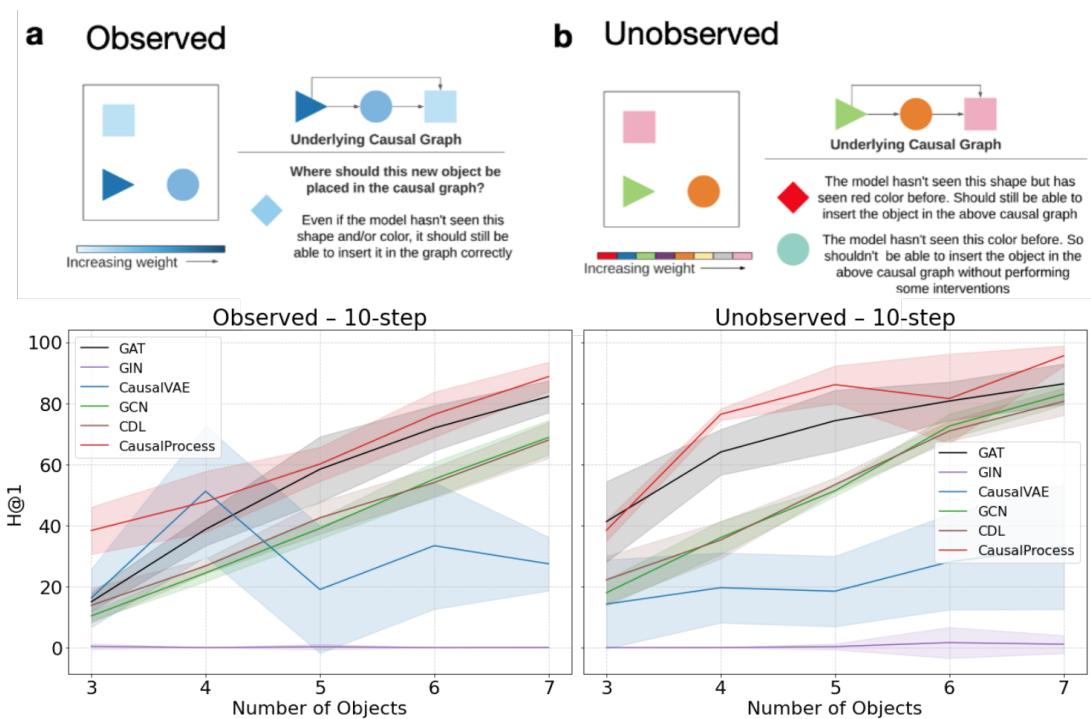 a Observed
Underlying Causal Graph
Where should this new object be
placed in the causal graph?
Even if the model hasn't seen this
shape and/or color, it should still be
able to insert it in the graph correctly
Increasing weight
b Unobserved
Underlying Causal Graph
The model hasn't seen this shape but has
seen red color before. Should still be able to
insert the object in the above causal graph
The model hasn't seen this color before. So
shouldn't be able to insert the object in the
above causal graph without performing
some interventions
Increasing weight
Observed – 10-step
H@1
100
80
60
40
20
0
GAT
GIN
CausalVAE
GCN
CDL
CausalProcess
3 4 5 6 7
Number of Objects
Unobserved – 10-step
GAT
GIN
CausalVAE
GCN
CDL
CausalProcess
3 4 5 6 7
Number of Objects